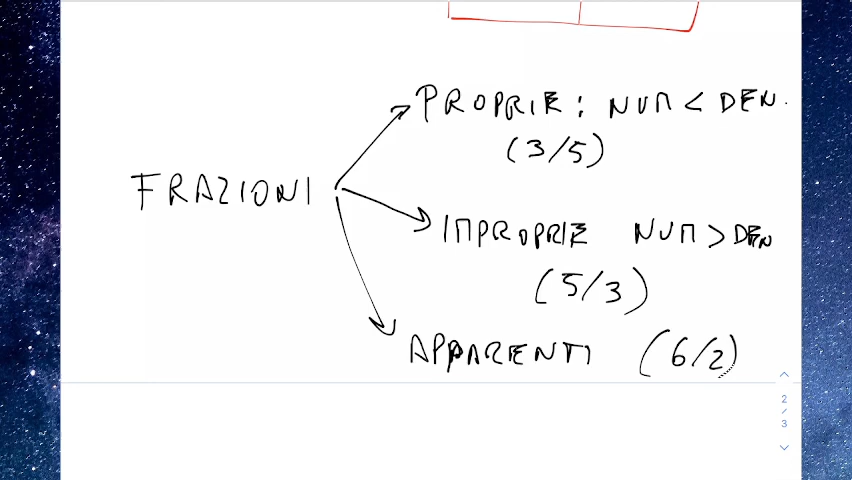 PROPRIE: NUM < DEN.
(3/5)
FRAZIONI
IMPROPRIE NUM > DEN
(5/3)
APPARENTI (6/2)
2
/
3